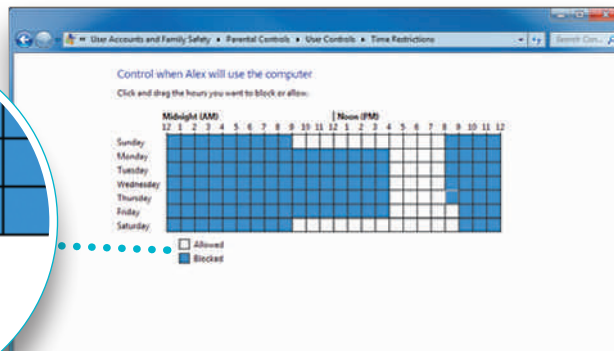 « User Accounts and Family Safety ▸ Parental Controls ▸ User Controls ▸ Time Restrictions
Search Con...
Control when Alex will use the computer
Click and drag the hours you want to block or allow:
Midnight (AM) Noon (PM)
12 1 2 3 4 5 6 7 8 9 10 11 12 1 2 3 4 5 6 7 8 9 10 11 12
Sunday
Monday
Tuesday
Wednesday
Thursday
Friday
Saturday
Allowed
Blocked